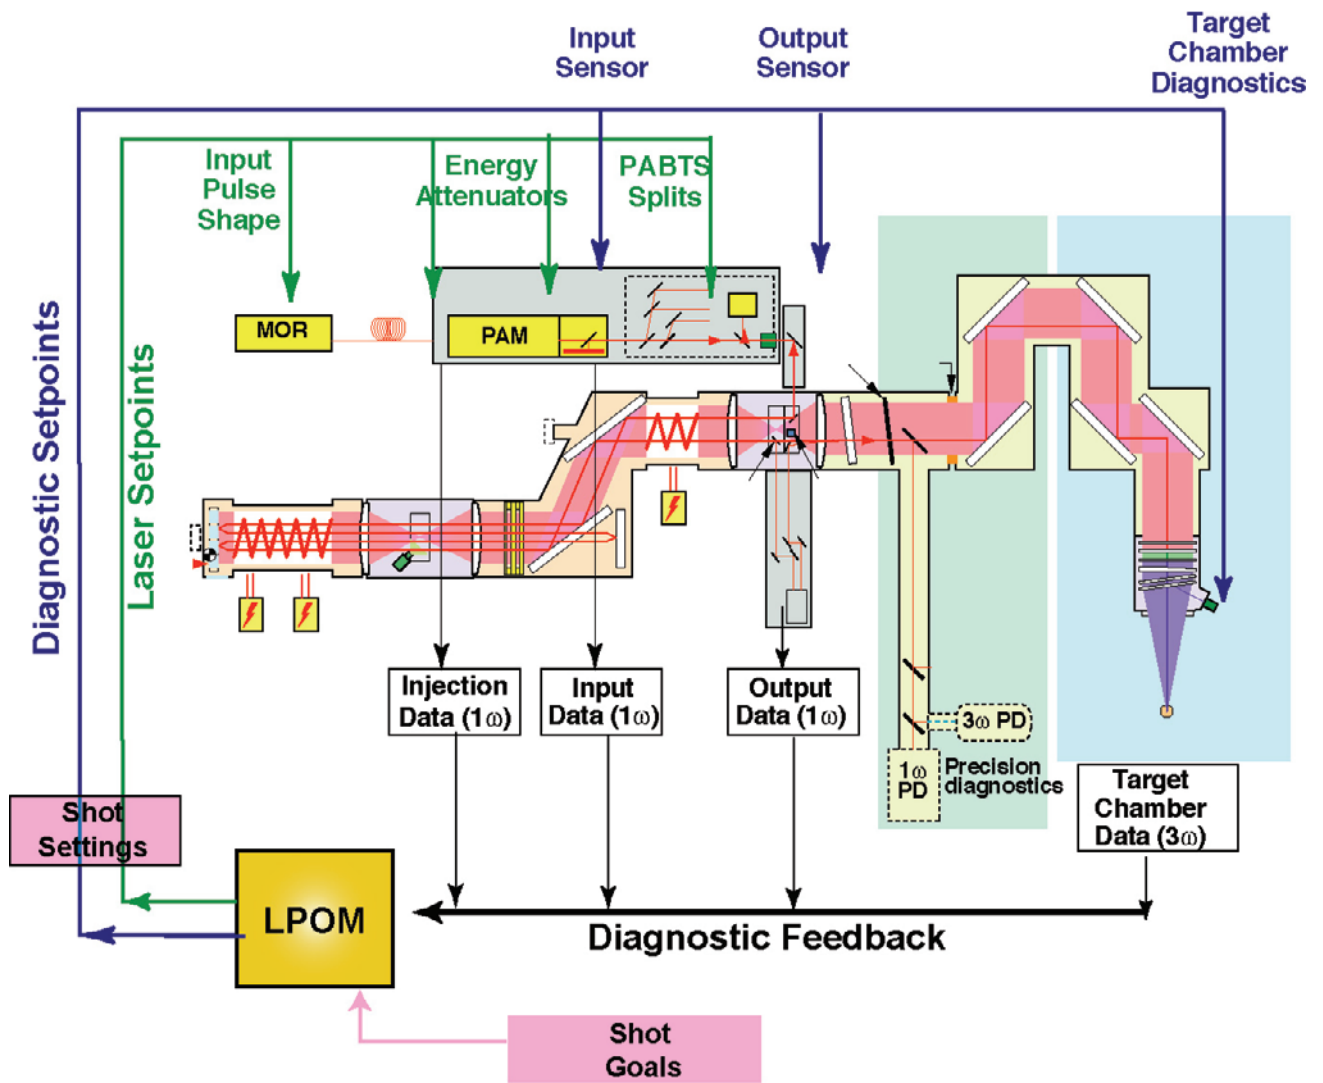 Input
Sensor
Output
Sensor
Target
Chamber
Diagnostics
Input
Pulse
Shape
Energy
Attenuators
PABTS
Splits
Diagnostic Setpoints
Laser Setpoints
MOR
PAM
Injection
Data (1ω)
Input
Data (1ω)
Output
Data (1ω)
3ω PD
1ω
PD
Precision
diagnostics
Target
Chamber
Data (3ω)
Shot
Settings
LPOM
Diagnostic Feedback
Shot
Goals